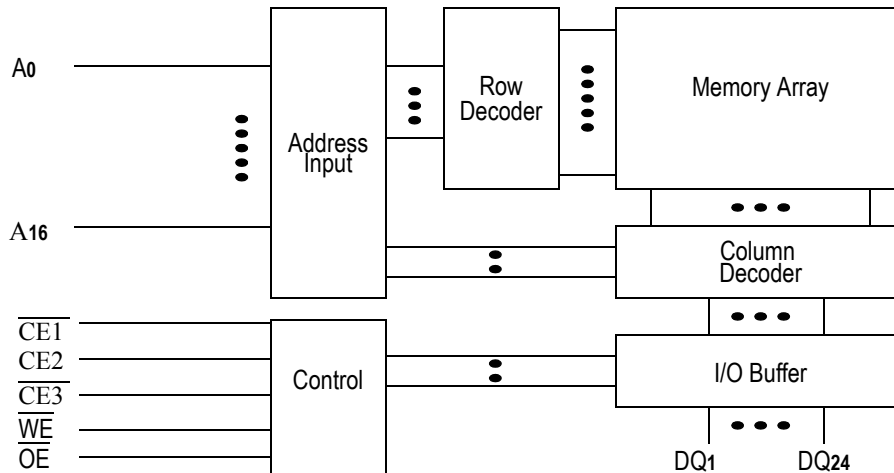 A0
A16
CE1
CE2
CE3
WE
OE
Address
Input
Control
Row
Decoder
Memory Array
Column
Decoder
I/O Buffer
DQ1
DQ24